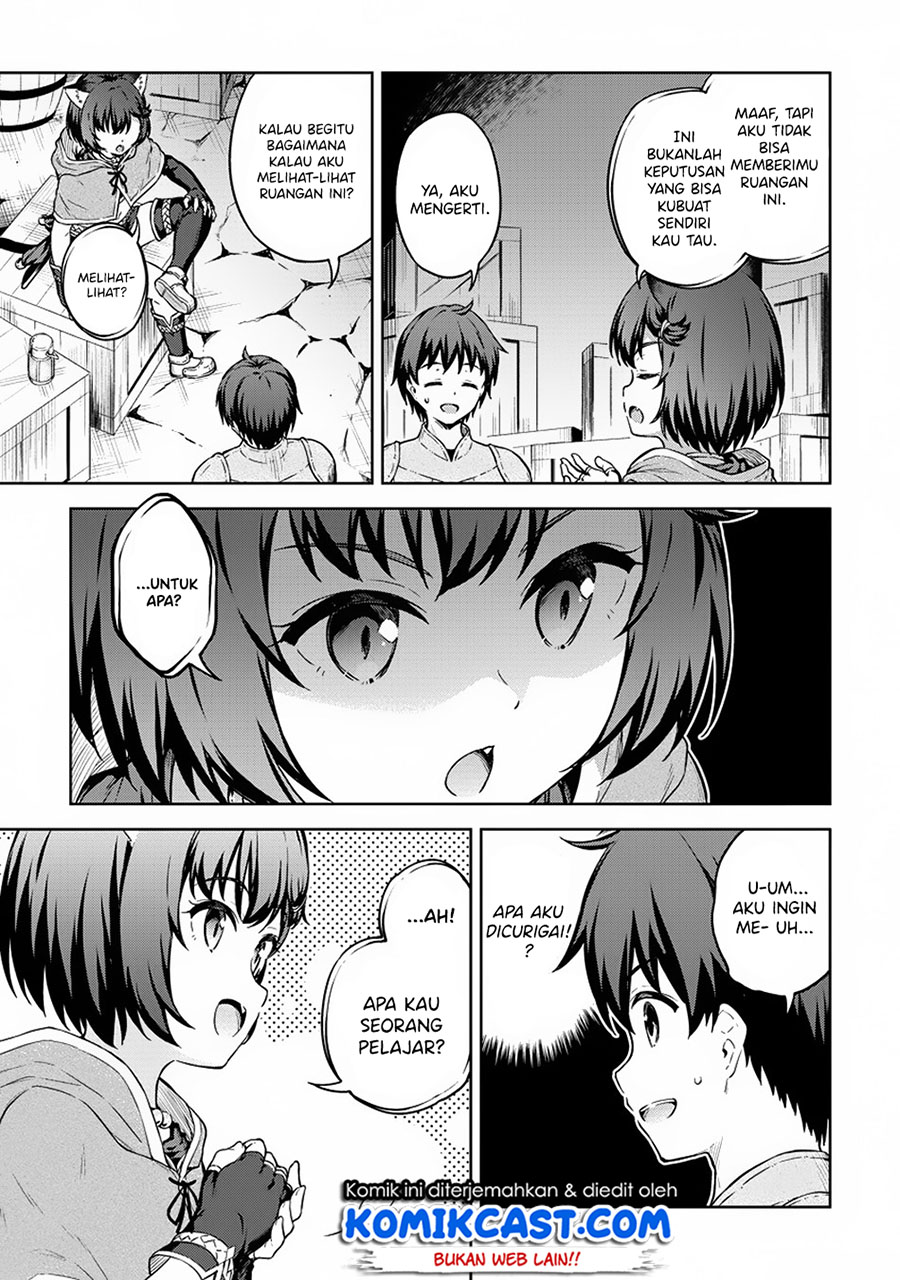 MAAF, TAPI
AKU TIDAK
BISA
MEMBERIMU
RUANGAN
INI.
INI
BUKANLAH
KEPUTUSAN
YANG BISA
KUBUAT
SENDIRI
KAU TAU.
YA, AKU
MENGERTI.
KALAU BEGITU
BAGAIMANA
KALAU AKU
MELIHAT-LIHAT
RUANGAN INI?
MELIHAT-
LIHAT?
...UNTUK
APA?
U-UM...
AKU INGIN
ME- UH...
APA AKU
DICURIGAI!
?
...AH!
APA KAU
SEORANG
PELAJAR?
Komik ini diterjemahkan & diedit oleh
KOMIKCAST.COM
BUKAN WEB LAIN!!